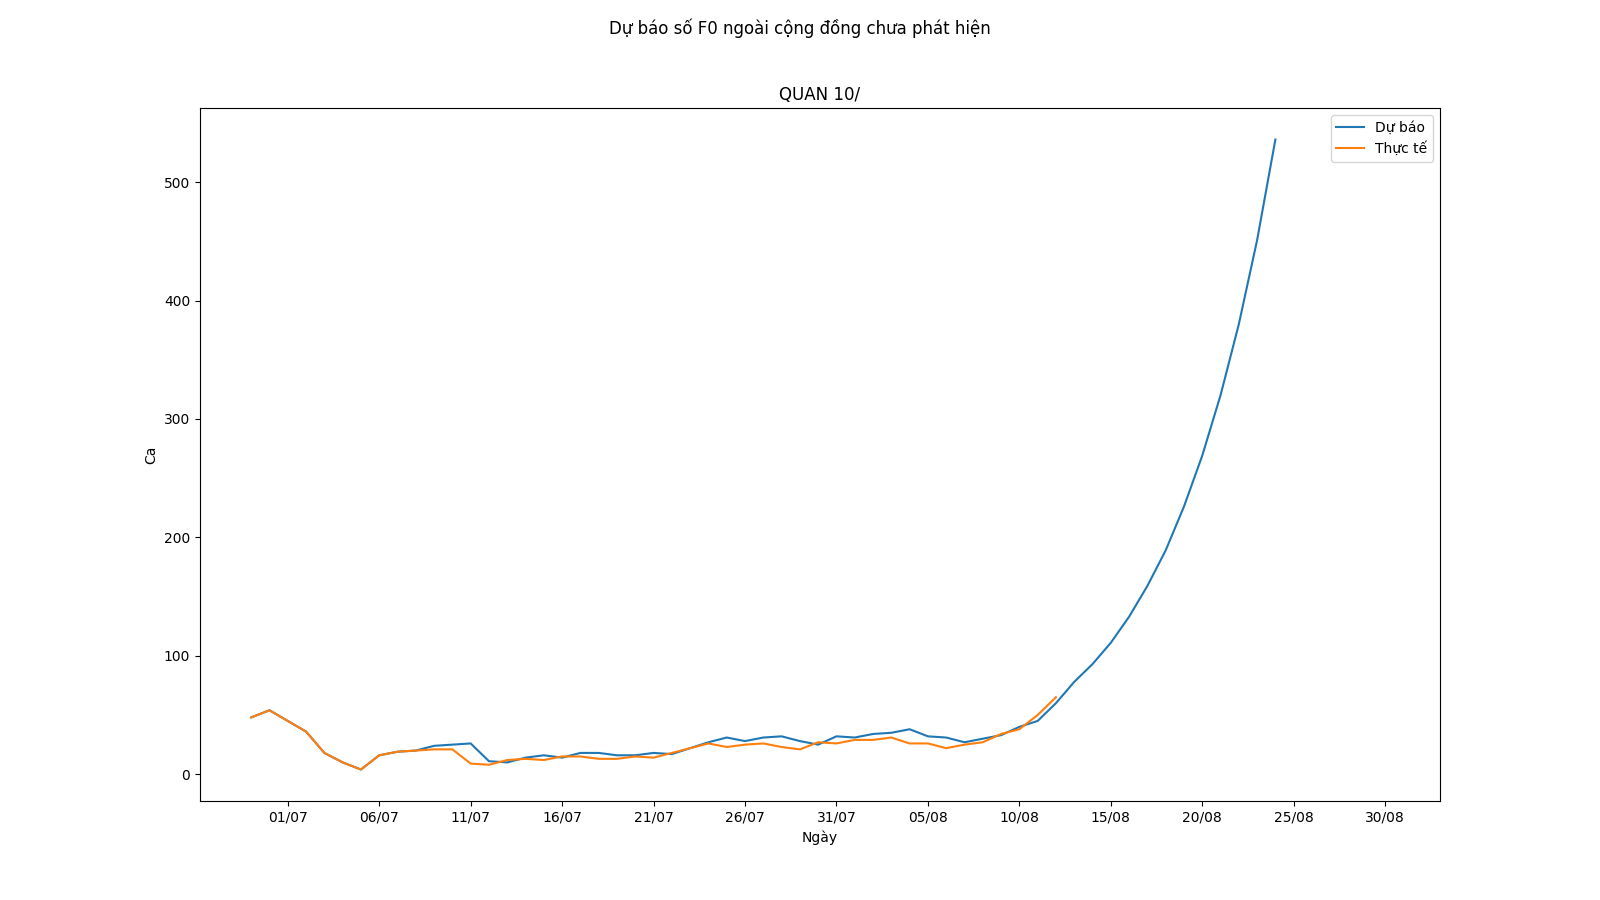 Dự báo số F0 ngoài cộng đồng chưa phát hiện
QUAN 10/
Dự báo
Thực tế
500
400
300
200
100
0
Ca
01/07 06/07 11/07 16/07 21/07 26/07 31/07 05/08 10/08 15/08 20/08 25/08 30/08
Ngày